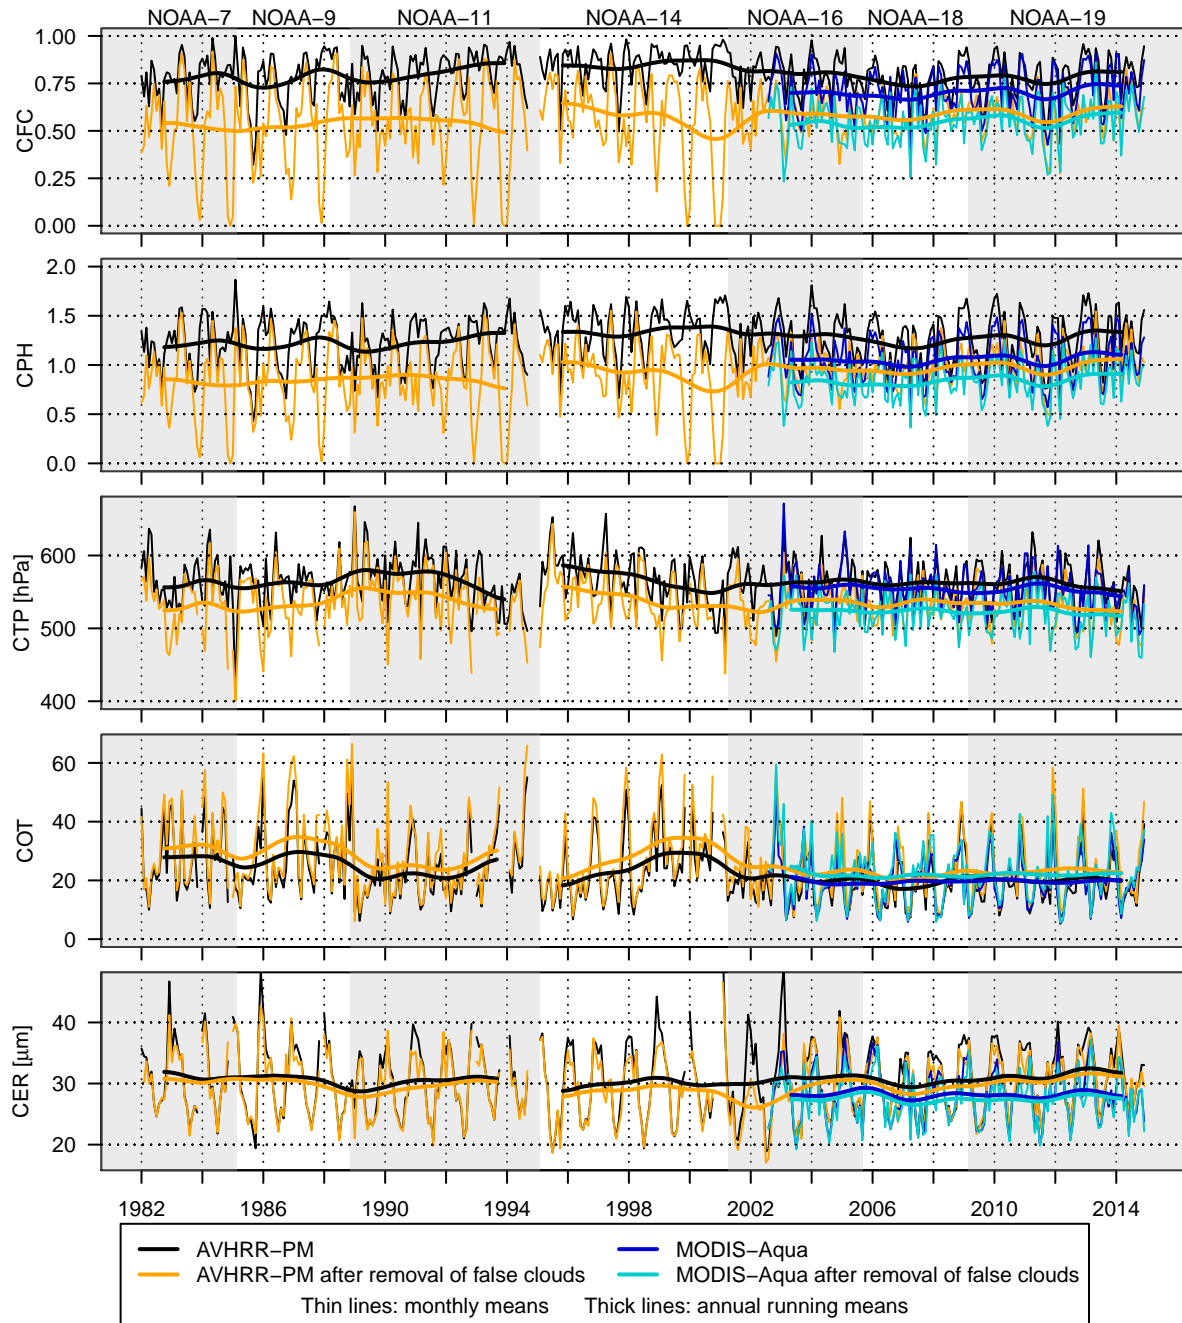 NOAA−7 NOAA−9 NOAA−11 NOAA−14 NOAA−16 NOAA−18 NOAA−19
1.00
0.75
0.50
0.25
0.00
CFC
2.0
1.5
1.0
0.5
0.0
CPH
600
500
400
CTP [hPa]
60
40
20
0
COT
40
30
20
CER [µm]
1982 1986 1990 1994 1998 2002 2006 2010 2014
AVHRR−PM
MODIS−Aqua
AVHRR−PM after removal of false clouds
MODIS−Aqua after removal of false clouds
Thin lines: monthly means Thick lines: annual running means